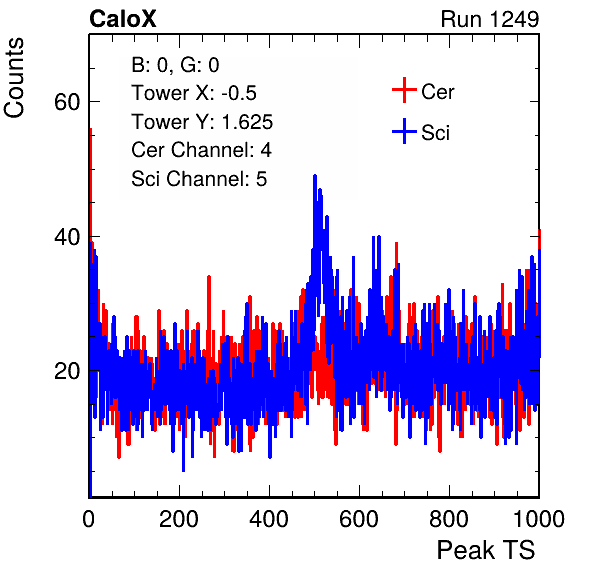 CaloX Run 1249
Counts
B: 0, G: 0
Tower X: -0.5
Tower Y: 1.625
Cer Channel: 4
Sci Channel: 5
Cer
Sci
60
40
20
0 200 400 600 800 1000
Peak TS